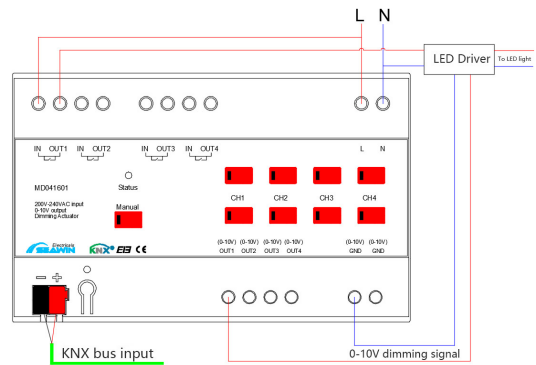 L N
LED Driver
To LED light
IN OUT1 IN OUT2 IN OUT3 IN OUT4 L N
MD041601
Status
200V-240VAC input
0-10V output
Dimming Actuator
Manual
CH1 CH2 CH3 CH4
Electricals
SEAWIN KNX EIB CE
(0-10V) (0-10V) (0-10V) (0-10V) (0-10V) (0-10V)
OUT1 OUT2 OUT3 OUT4 GND GND
- +
KNX bus input
0-10V dimming signal